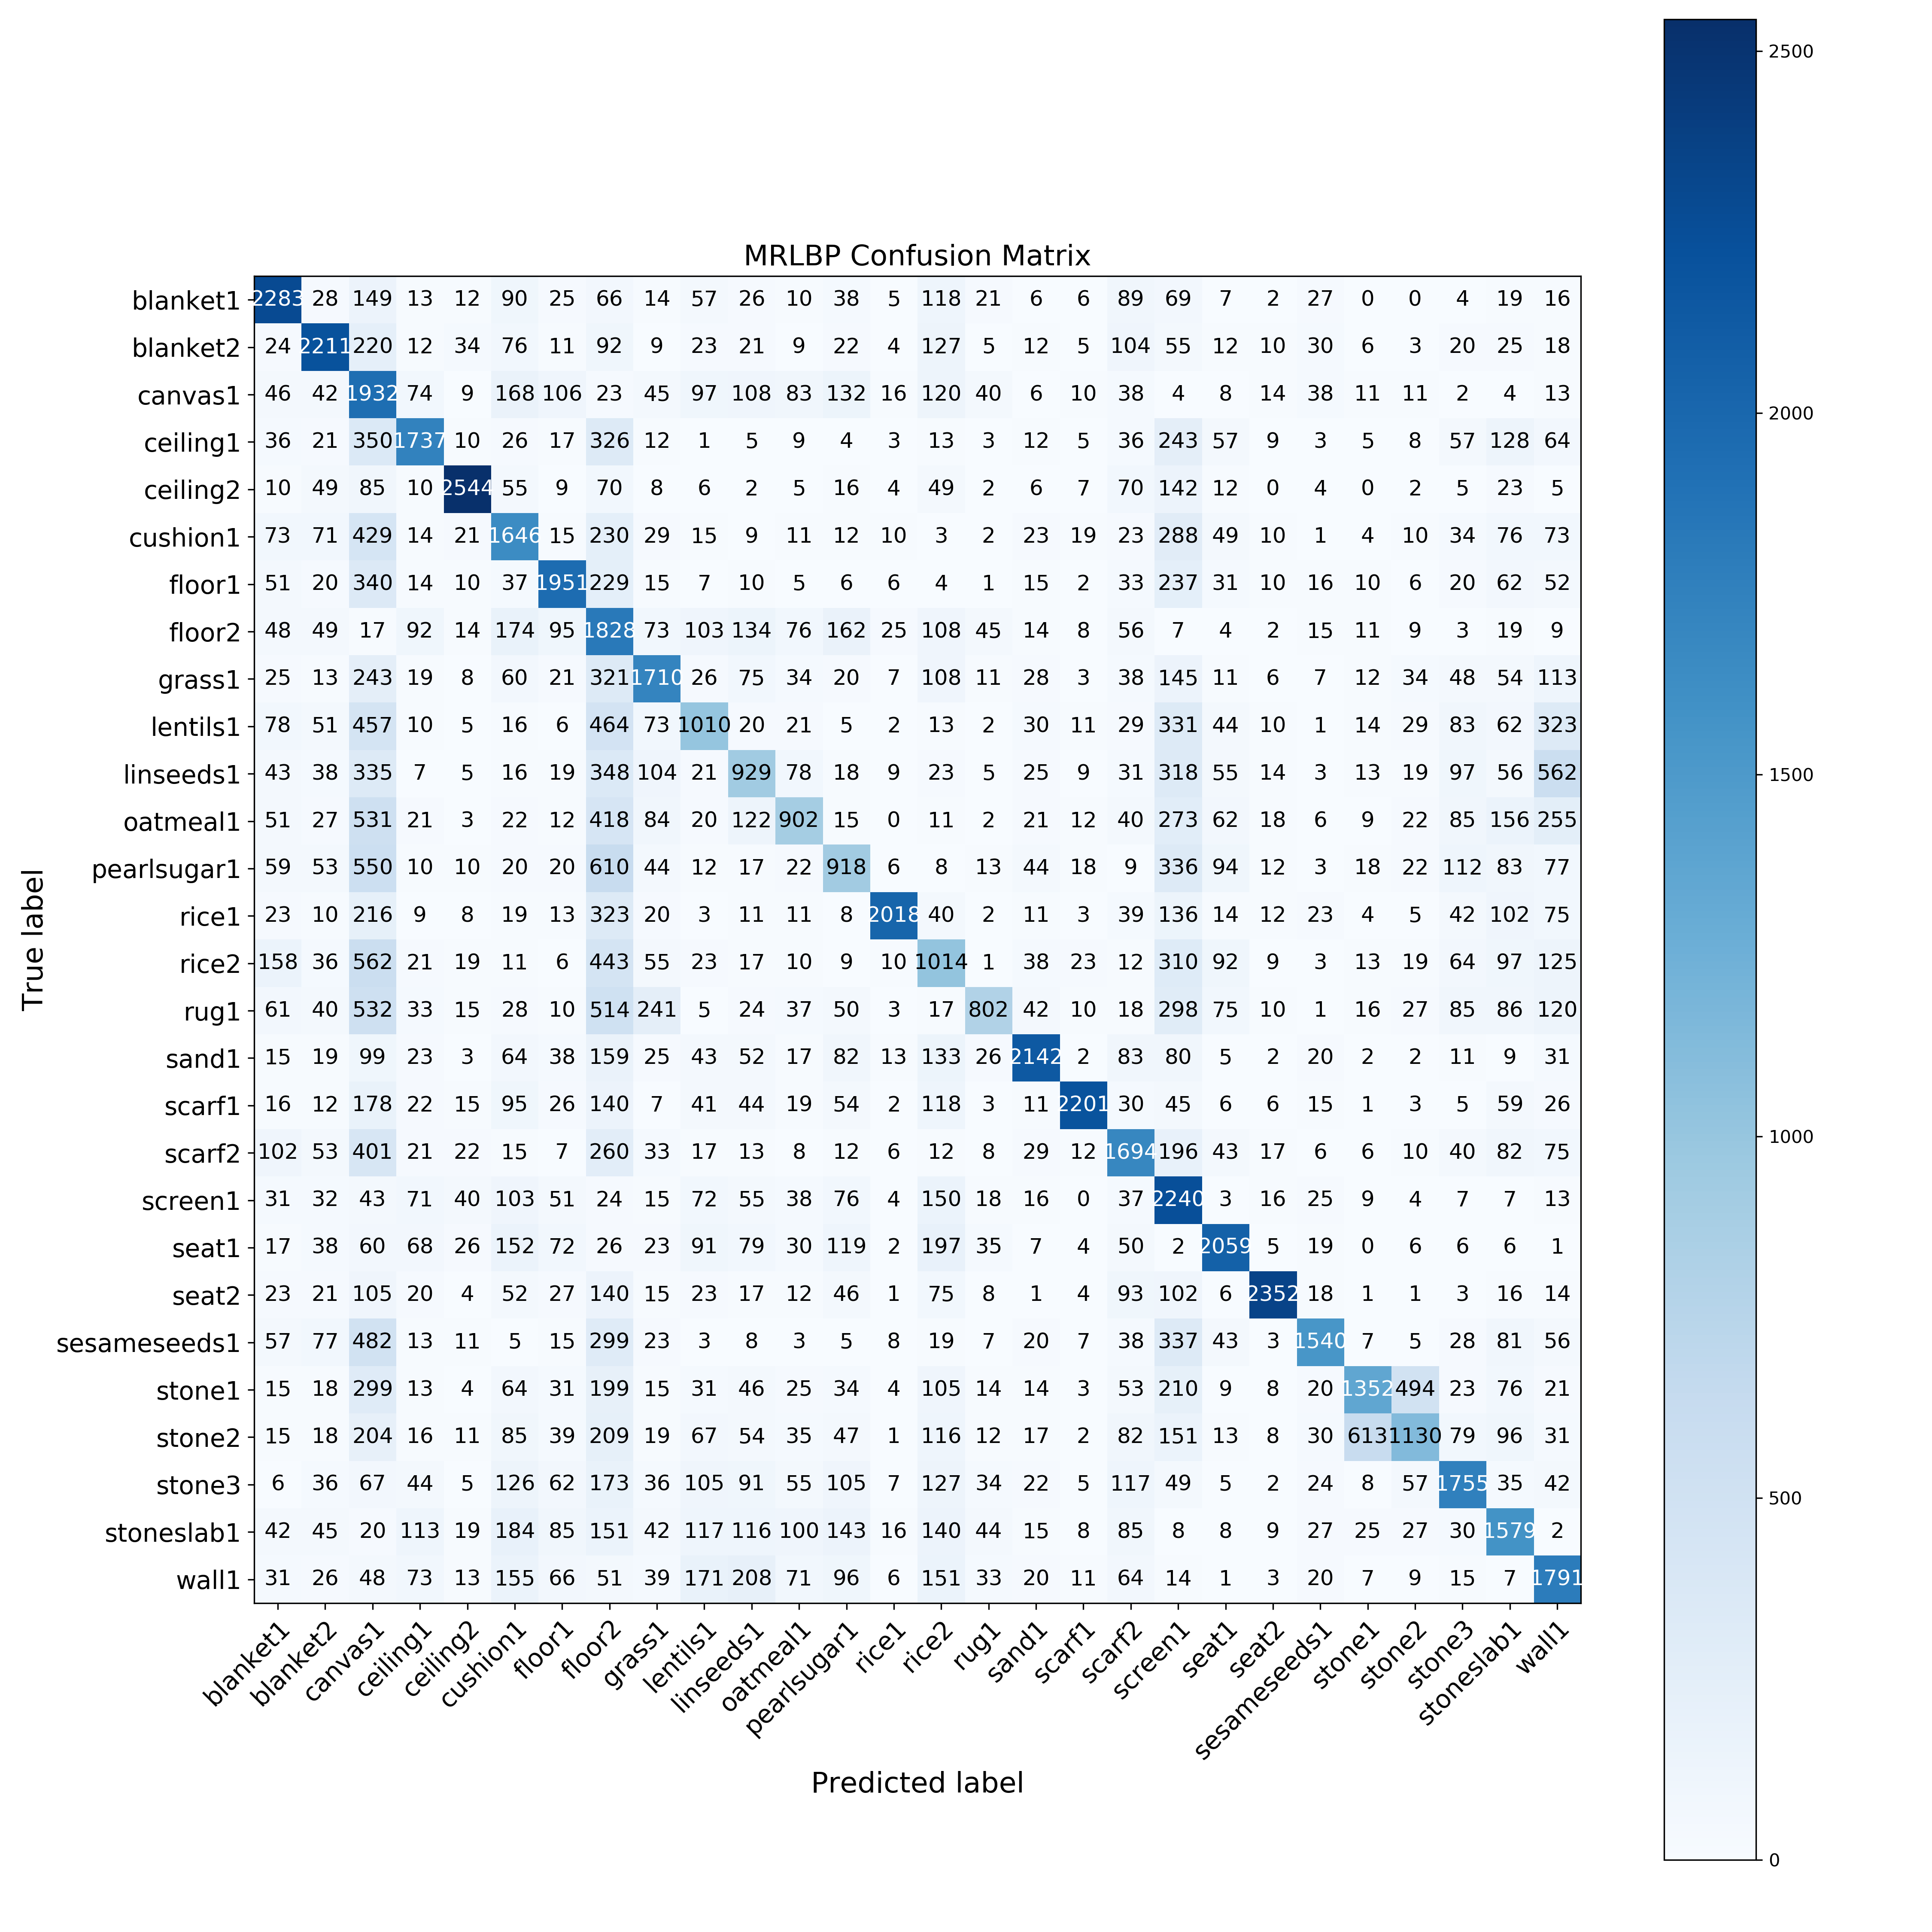 2500
MRLBP Confusion Matrix
blanket1 2283 28 149 13 12 90 25 66 14 57 26 10 38 5 118 21 6 6 89 69 7 2 27 0 0 4 19 16
blanket2 24 2211 220 12 34 76 11 92 9 23 21 9 22 4 127 5 12 5 104 55 12 10 30 6 3 20 25 18
canvas1 46 42 1932 74 9 168 106 23 45 97 108 83 132 16 120 40 6 10 38 4 8 14 38 11 11 2 4 13
2000
ceiling1 36 21 350 1737 10 26 17 326 12 1 5 9 4 3 13 3 12 5 36 243 57 9 3 5 8 57 128 64
ceiling2 10 49 85 10 2544 55 9 70 8 6 2 5 16 4 49 2 6 7 70 142 12 0 4 0 2 5 23 5
cushion1 73 71 429 14 21 1646 15 230 29 15 9 11 12 10 3 2 23 19 23 288 49 10 1 4 10 34 76 73
floor1 51 20 340 14 10 37 1951 229 15 7 10 5 6 6 4 1 15 2 33 237 31 10 16 10 6 20 62 52
floor2 48 49 17 92 14 174 95 1828 73 103 134 76 162 25 108 45 14 8 56 7 4 2 15 11 9 3 19 9
grass1 25 13 243 19 8 60 21 321 1710 26 75 34 20 7 108 11 28 3 38 145 11 6 7 12 34 48 54 113
lentils1 78 51 457 10 5 16 6 464 73 1010 20 21 5 2 13 2 30 11 29 331 44 10 1 14 29 83 62 323
linseeds1 43 38 335 7 5 16 19 348 104 21 929 78 18 9 23 5 25 9 31 318 55 14 3 13 19 97 56 562
1500
oatmeal1 51 27 531 21 3 22 12 418 84 20 122 902 15 0 11 2 21 12 40 273 62 18 6 9 22 85 156 255
pearlsugar1 59 53 550 10 10 20 20 610 44 12 17 22 918 6 8 13 44 18 9 336 94 12 3 18 22 112 83 77
rice1 23 10 216 9 8 19 13 323 20 3 11 11 8 2018 40 2 11 3 39 136 14 12 23 4 5 42 102 75
rice2 158 36 562 21 19 11 6 443 55 23 17 10 9 10 1014 1 38 23 12 310 92 9 3 13 19 64 97 125
rug1 61 40 532 33 15 28 10 514 241 5 24 37 50 3 17 802 42 10 18 298 75 10 1 16 27 85 86 120
sand1 15 19 99 23 3 64 38 159 25 43 52 17 82 13 133 26 2142 2 83 80 5 2 20 2 2 11 9 31
scarf1 16 12 178 22 15 95 26 140 7 41 44 19 54 2 118 3 11 2201 30 45 6 6 15 1 3 5 59 26
1000
scarf2 102 53 401 21 22 15 7 260 33 17 13 8 12 6 12 8 29 12 1694 196 43 17 6 6 10 40 82 75
screen1 31 32 43 71 40 103 51 24 15 72 55 38 76 4 150 18 16 0 37 2240 3 16 25 9 4 7 7 13
seat1 17 38 60 68 26 152 72 26 23 91 79 30 119 2 197 35 7 4 50 2 2059 5 19 0 6 6 6 1
seat2 23 21 105 20 4 52 27 140 15 23 17 12 46 1 75 8 1 4 93 102 6 2352 18 1 1 3 16 14
sesameseeds1 57 77 482 13 11 5 15 299 23 3 8 3 5 8 19 7 20 7 38 337 43 3 1540 7 5 28 81 56
stone1 15 18 299 13 4 64 31 199 15 31 46 25 34 4 105 14 14 3 53 210 9 8 20 1352 494 23 76 21
stone2 15 18 204 16 11 85 39 209 19 67 54 35 47 1 116 12 17 2 82 151 13 8 30 613 1130 79 96 31
stone3 6 36 67 44 5 126 62 173 36 105 91 55 105 7 127 34 22 5 117 49 5 2 24 8 57 1755 35 42
500
stoneslab1 42 45 20 113 19 184 85 151 42 117 116 100 143 16 140 44 15 8 85 8 8 9 27 25 27 30 1579 2
wall1 31 26 48 73 13 155 66 51 39 171 208 71 96 6 151 33 20 11 64 14 1 3 20 7 9 15 7 1791
True label
blanket1 blanket2 canvas1 ceiling1 ceiling2 cushion1 floor1 floor2 grass1 lentils1 linseeds1 oatmeal1 pearlsugar1 rice1 rice2 rug1 sand1 scarf1 scarf2 screen1 seat1 seat2 sesameseeds1 stone1 stone2 stone3 stoneslab1 wall1
Predicted label
0